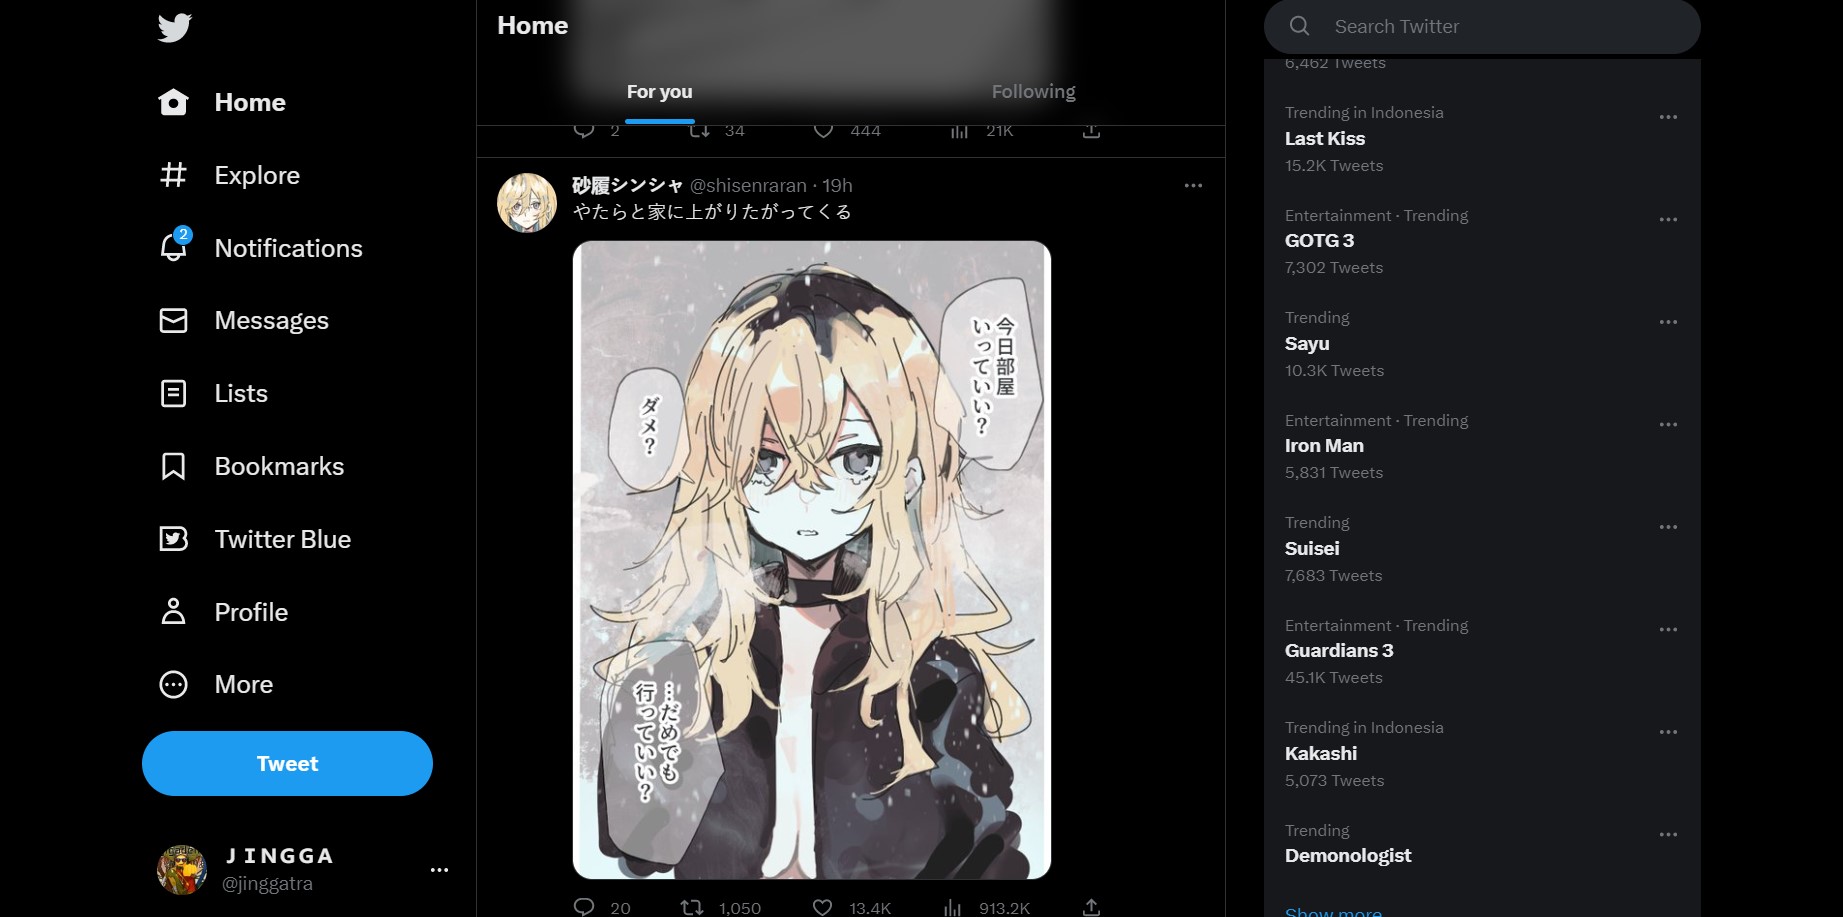 Home
Explore
2
Notifications
Messages
Lists
Bookmarks
Twitter Blue
Profile
More
Tweet
J I N G G A
@jinggatra
Home
For you
Following
2 34 444 21K
砂履シンシャ @shisenraran · 19h
やたらと家に上がりたがってくる
今日部屋
いっていい?
ダメ?
…だめでも
行っていい?
20 1,050 13.4K 913.2K
Search Twitter
6,462 Tweets
Trending in Indonesia
Last Kiss
15.2K Tweets
Entertainment · Trending
GOTG 3
7,302 Tweets
Trending
Sayu
10.3K Tweets
Entertainment · Trending
Iron Man
5,831 Tweets
Trending
Suisei
7,683 Tweets
Entertainment · Trending
Guardians 3
45.1K Tweets
Trending in Indonesia
Kakashi
5,073 Tweets
Trending
Demonologist
Show more